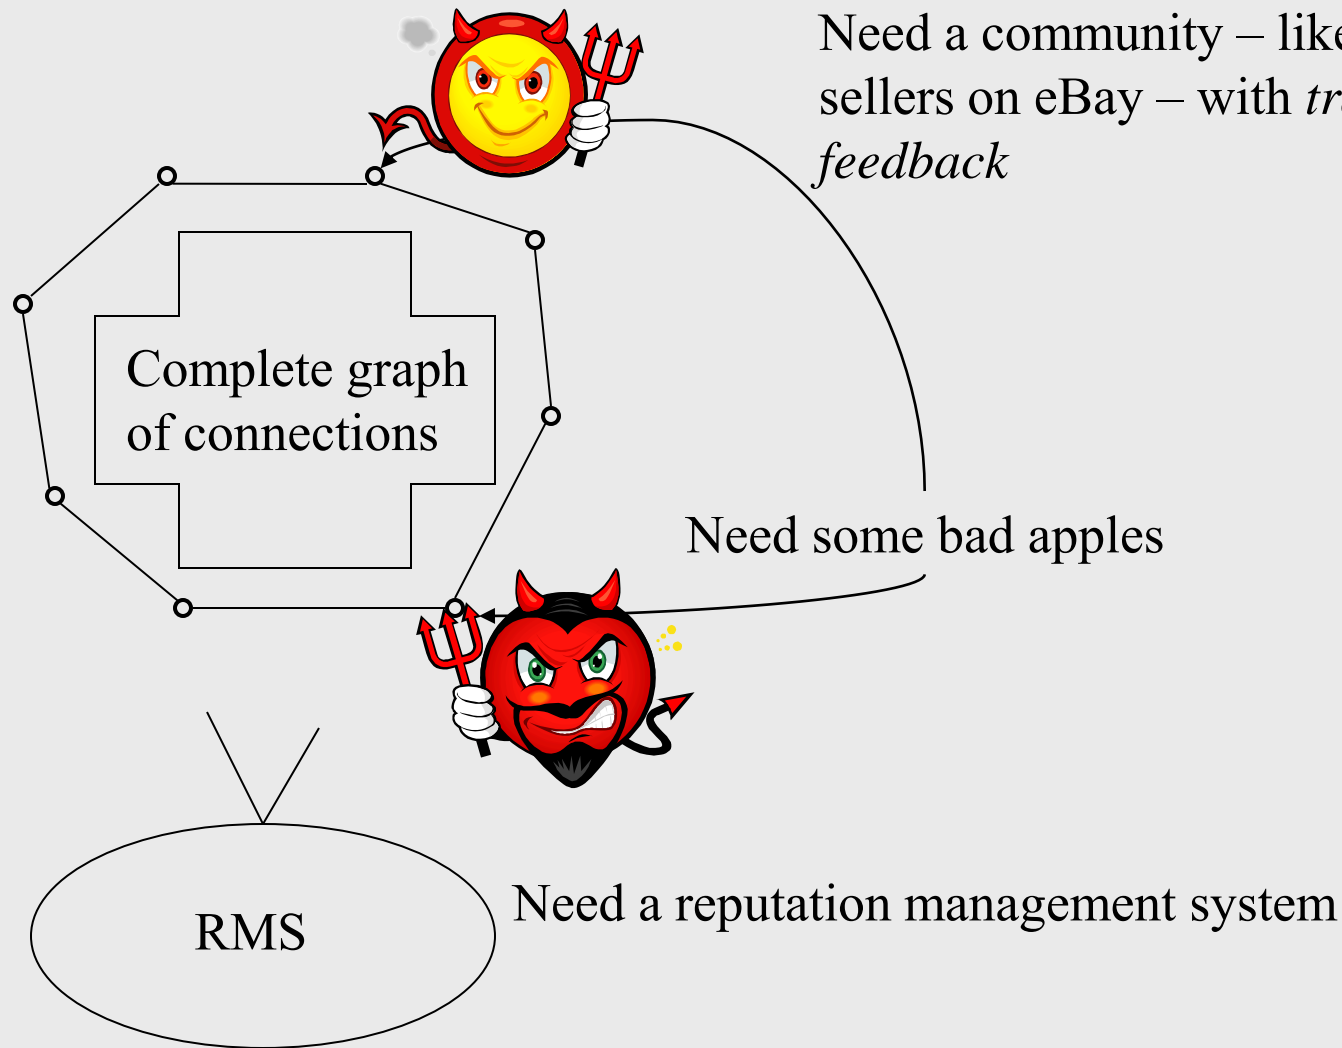 Need a community – like
sellers on eBay – with
feedback
Complete graph
of connections
Need some bad apples
RMS
Need a reputation management system